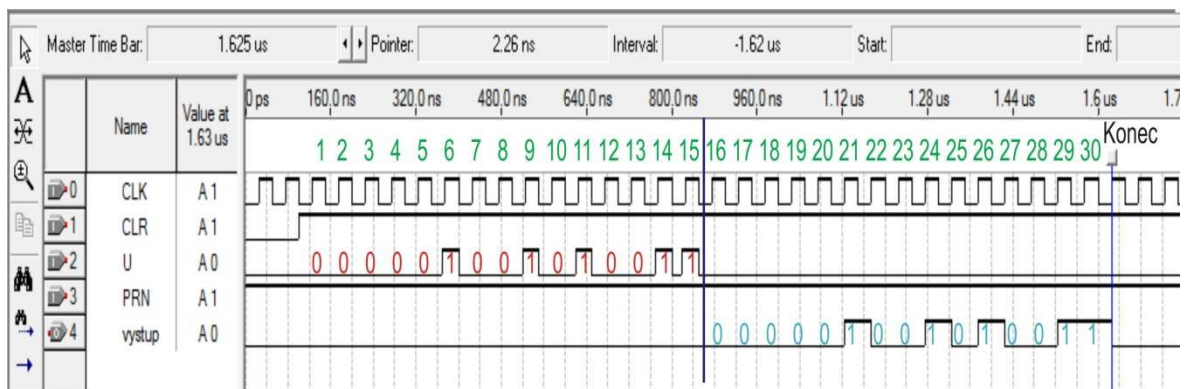 Master Time Bar: 1.625 us Pointer: 2.26 ns Interval: -1.62 us Start: End:
A Name Value at 1.63 us 0 ps 160.0 ns 320.0 ns 480.0 ns 640.0 ns 800.0 ns 960.0 ns 1.12 us 1.28 us 1.44 us 1.6 us 1.7
1 2 3 4 5 6 7 8 9 10 11 12 13 14 15 16 17 18 19 20 21 22 23 24 25 26 27 28 29 30 Konec
0 CLK A 1
1 CLR A 1
2 U A 0 0 0 0 0 0 1 0 0 1 0 1 0 0 1 1
3 PRN A 1
4 vystup A 0 0 0 0 0 0 1 0 0 1 0 1 0 0 1 1